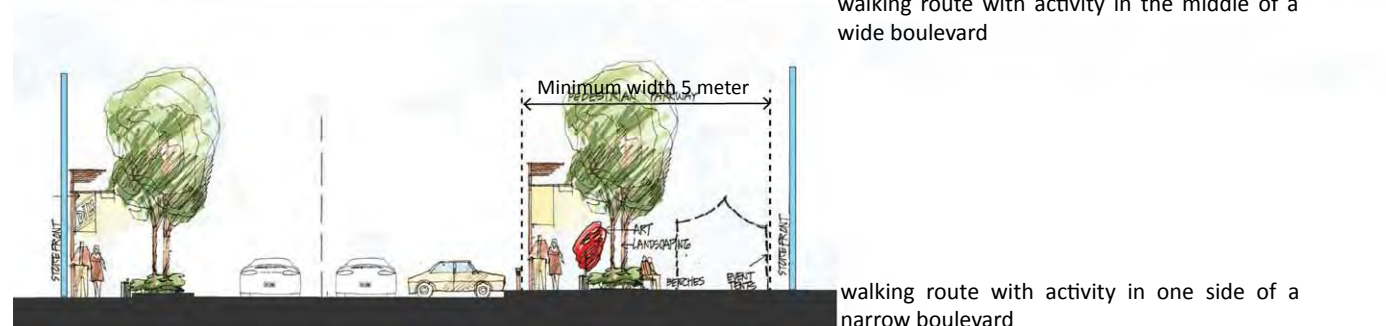 walking route with activity in the middle of a
wide boulevard
Minimum width 5 meter
PEDESTRIAN PARKWAY
STOREFRONT
ART
LANDSCAPING
BENCHES
EVENT
TENTS
STOREFRONT
walking route with activity in one side of a
narrow boulevard